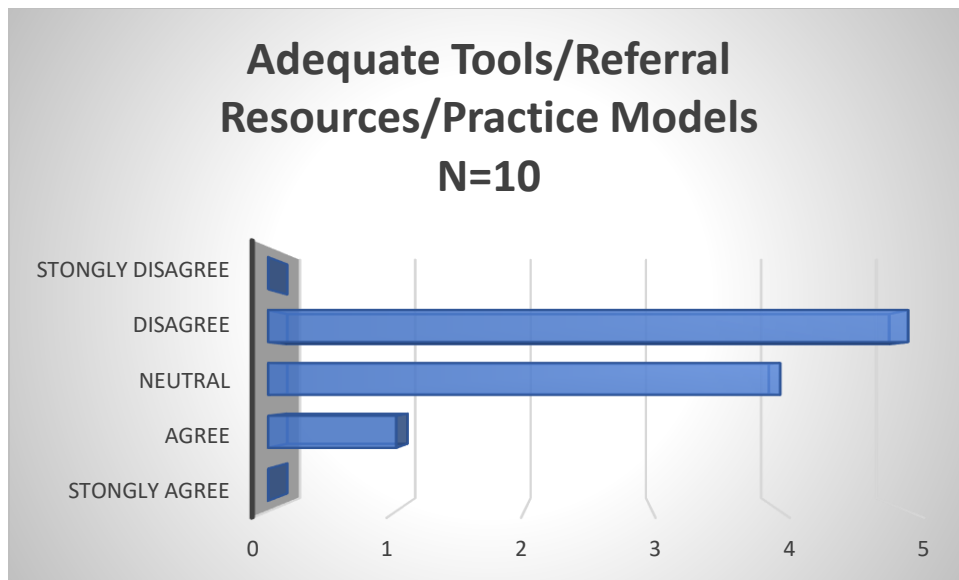 Adequate Tools/Referral
Resources/Practice Models
N=10
STONGLY DISAGREE
DISAGREE
NEUTRAL
AGREE
STONGLY AGREE
0 1 2 3 4 5